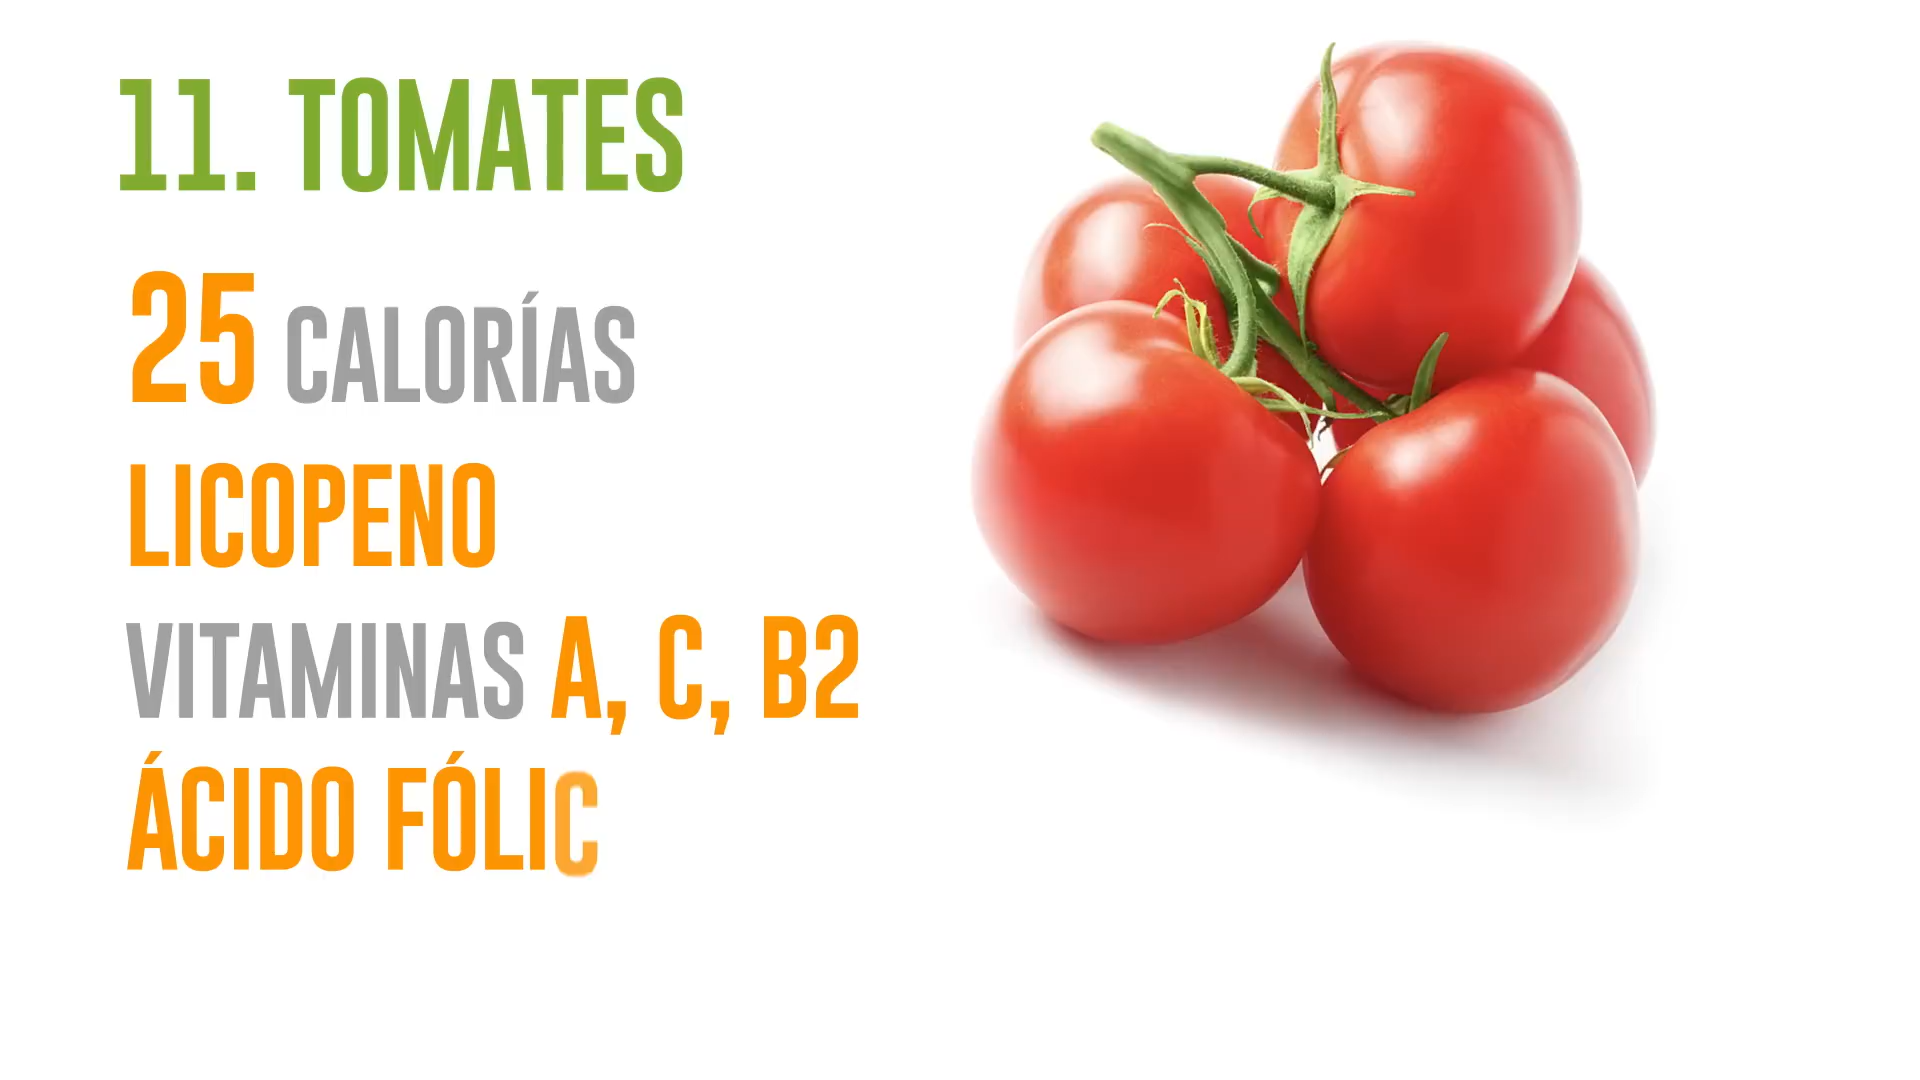 11. TOMATES
25 CALORÍAS
LICOPENO
VITAMINAS A, C, B2
ÁCIDO FÓLIC